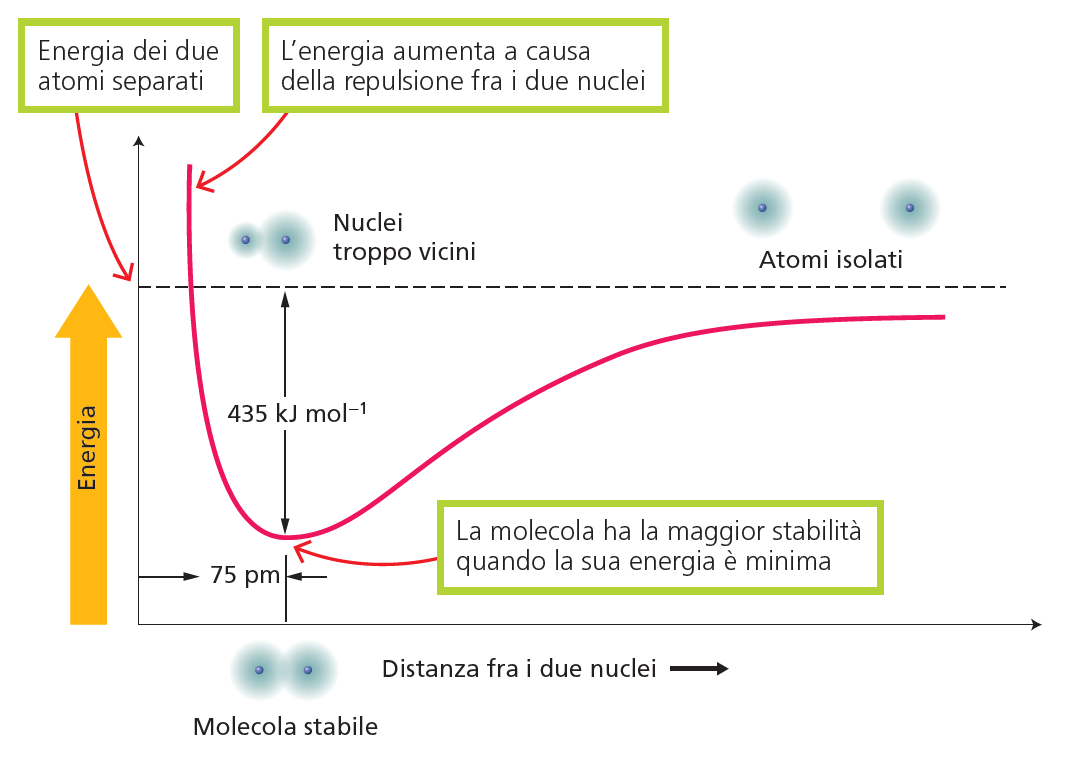 Energia dei due
atomi separati
L’energia aumenta a causa
della repulsione fra i due nuclei
Nuclei
troppo vicini
Atomi isolati
435 kJ mol⁻¹
Energia
La molecola ha la maggior stabilità
quando la sua energia è minima
75 pm
Distanza fra i due nuclei
Molecola stabile